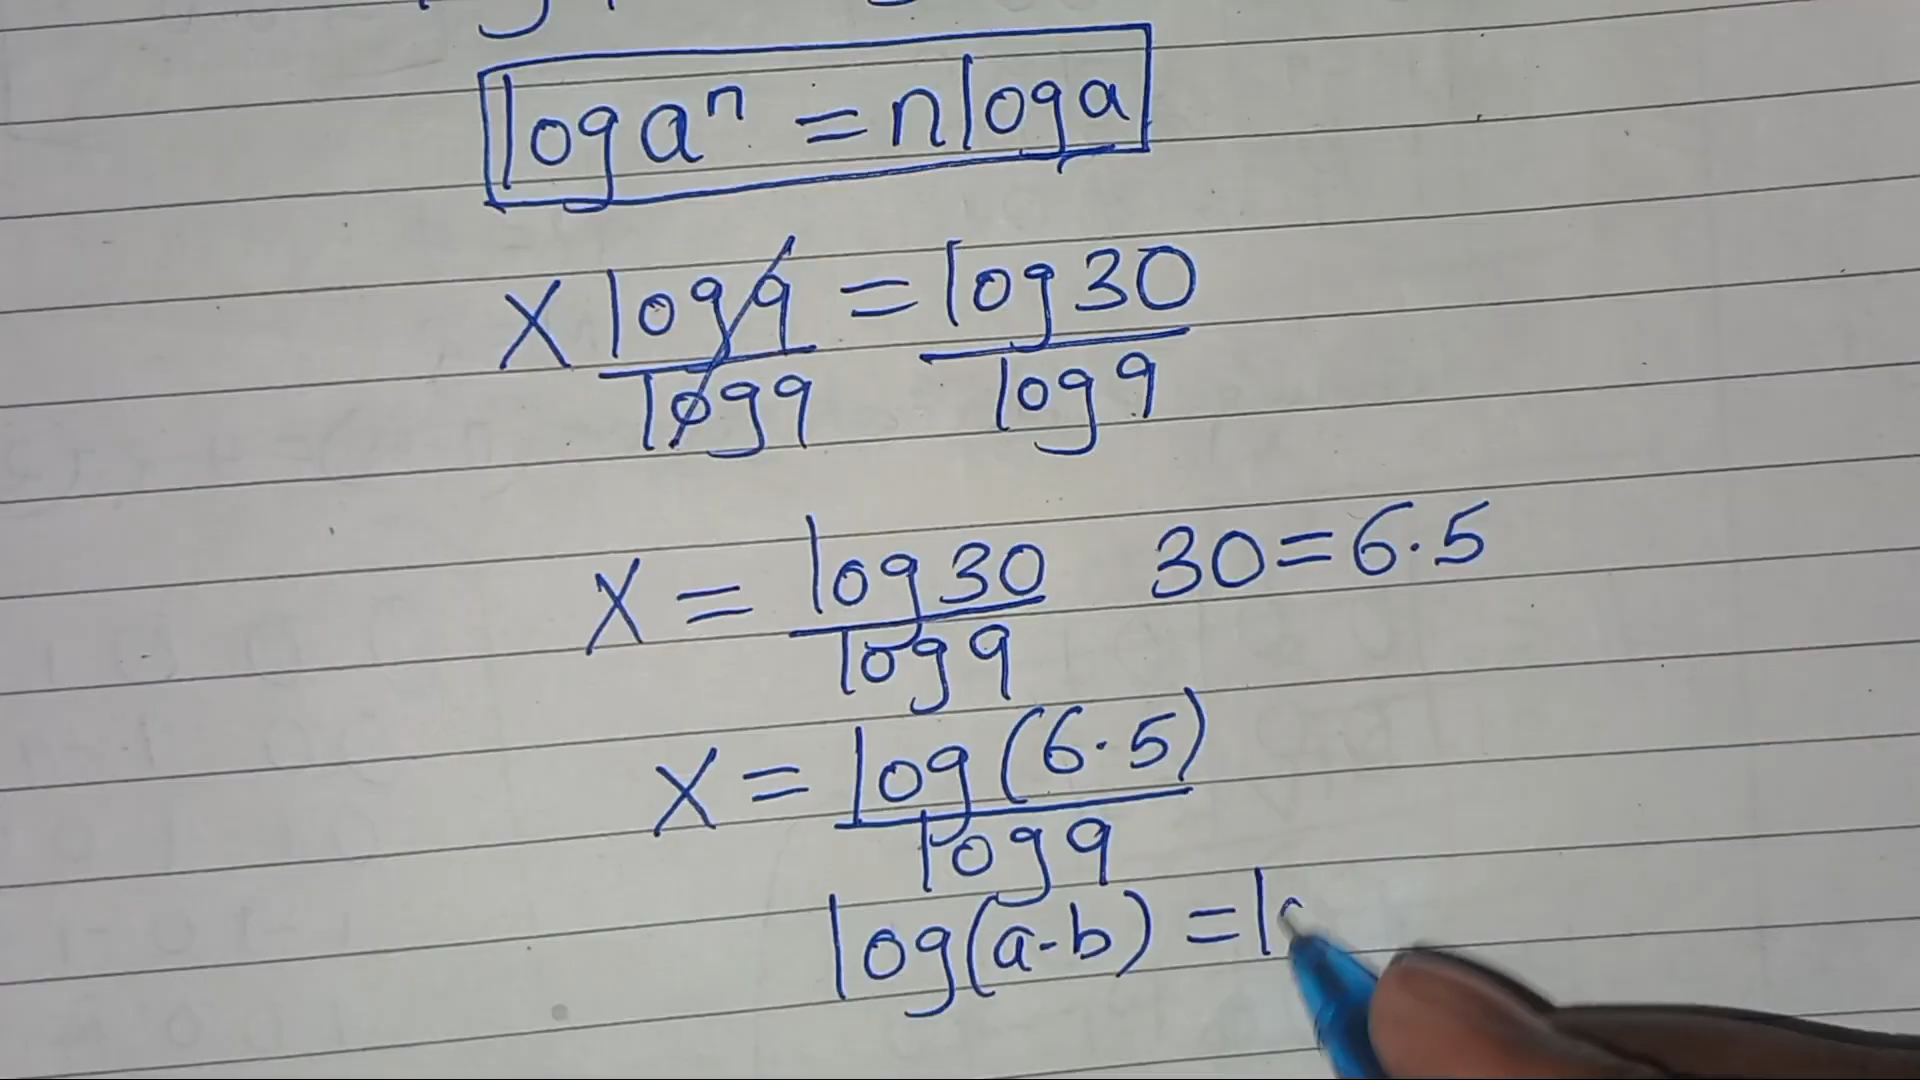 log aⁿ = n log a
x log 9 / log 9 = log 30 / log 9
x = log 30 / log 9 30 = 6·5
x = log (6·5) / log 9
log (a·b) = lo